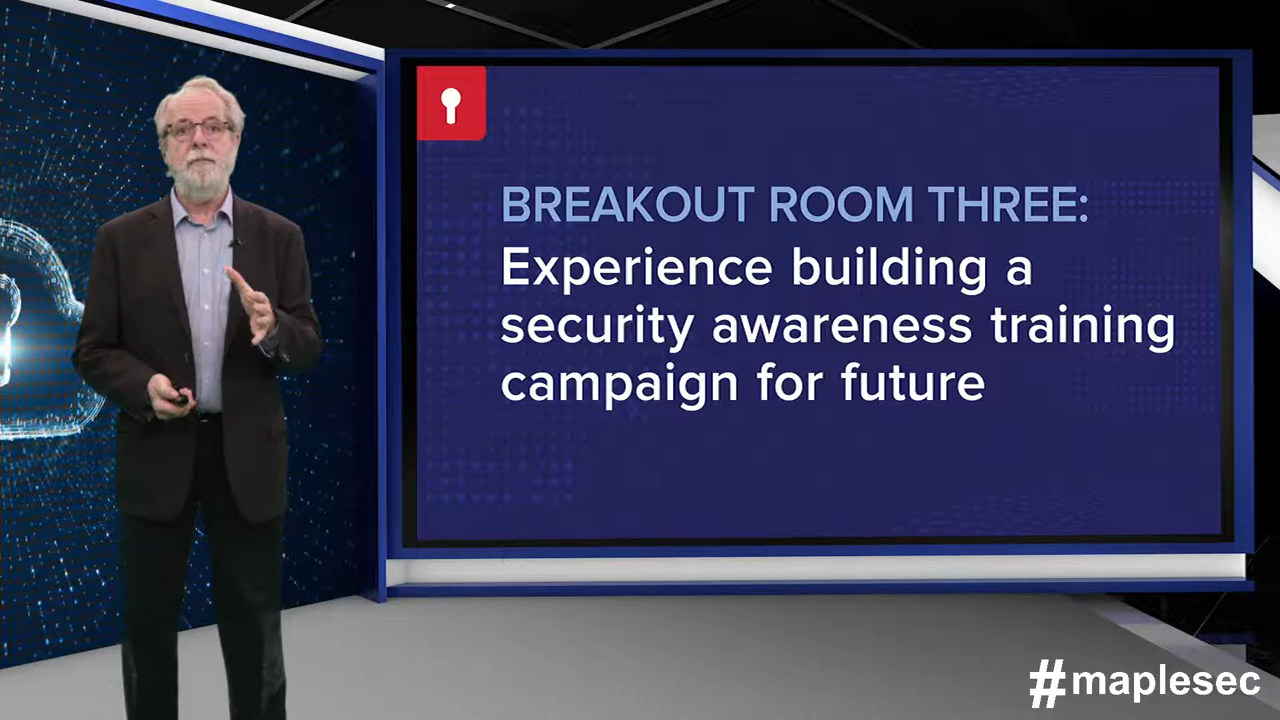 BREAKOUT ROOM THREE:
Experience building a
security awareness training
campaign for future
#maplesec